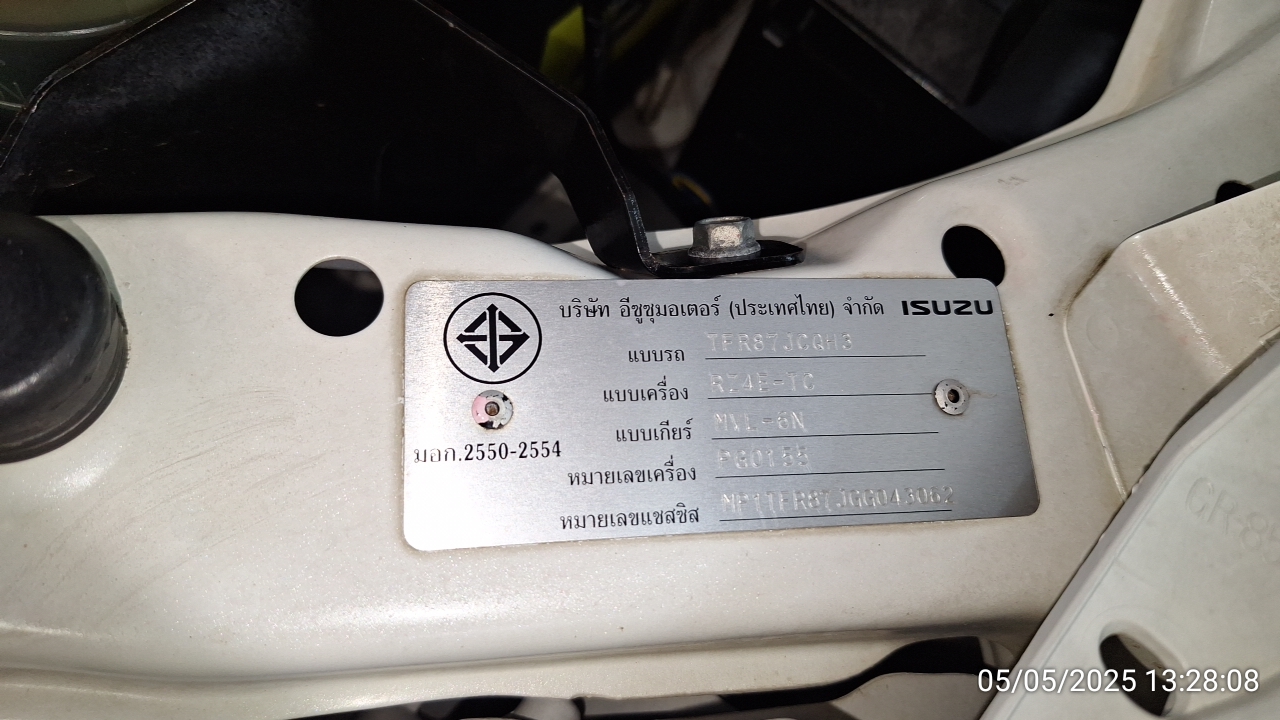 บริษัท อีซูซุมอเตอร์ (ประเทศไทย) จำกัด ISUZU
แบบรถ TFR87JCQH3
แบบเครื่อง RZ4E-TC
แบบเกียร์ MVL-6N
มอก.2550-2554
หมายเลขเครื่อง
หมายเลขแชสซิส
05/05/2025 13:28:08